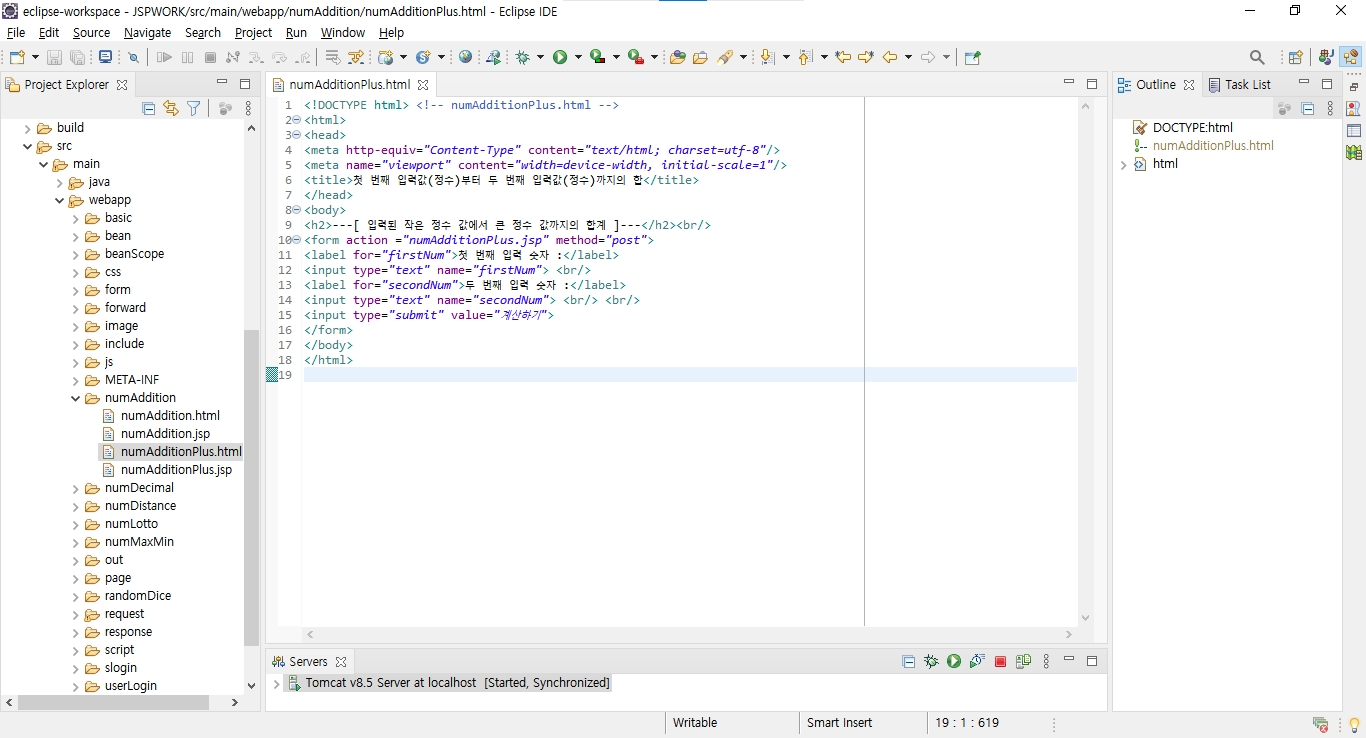 eclipse-workspace - JSPWORK/src/main/webapp/numAddition/numAdditionPlus.html - Eclipse IDE
File Edit Source Navigate Search Project Run Window Help
Project Explorer
build
src
main
java
webapp
basic
bean
beanScope
css
form
forward
image
include
js
META-INF
numAddition
numAddition.html
numAddition.jsp
numAdditionPlus.html
numAdditionPlus.jsp
numDecimal
numDistance
numLotto
numMaxMin
out
page
randomDice
request
response
script
slogin
userLogin
numAdditionPlus.html
1 <!DOCTYPE html> <!-- numAdditionPlus.html -->
2 <html>
3 <head>
4 <meta http-equiv="Content-Type" content="text/html; charset=utf-8"/>
5 <meta name="viewport" content="width=device-width, initial-scale=1"/>
6 <title>첫 번째 입력값(정수)부터 두 번째 입력값(정수)까지의 합</title>
7 </head>
8 <body>
9 <h2>---[ 입력된 작은 정수 값에서 큰 정수 값까지의 합계 ]---</h2><br/>
10 <form action ="numAdditionPlus.jsp" method="post">
11 <label for="firstNum">첫 번째 입력 숫자 :</label>
12 <input type="text" name="firstNum"> <br/>
13 <label for="secondNum">두 번째 입력 숫자 :</label>
14 <input type="text" name="secondNum"> <br/> <br/>
15 <input type="submit" value="계산하기">
16 </form>
17 </body>
18 </html>
19
Servers
Tomcat v8.5 Server at localhost [Started, Synchronized]
Outline Task List
DOCTYPE:html
numAdditionPlus.html
html
Writable Smart Insert 19 : 1 : 619